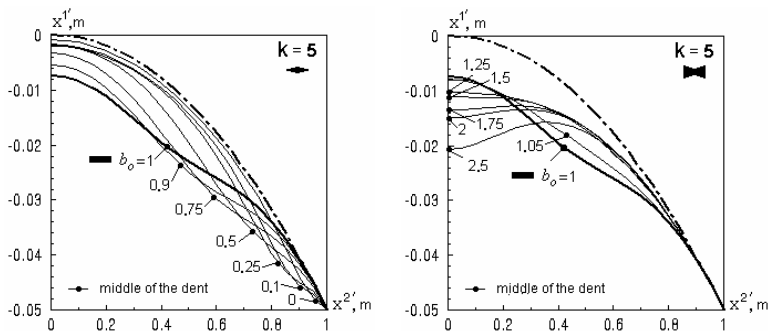 x¹′,m
k = 5
0
-0.01
-0.02
-0.03
-0.04
-0.05
bₒ=1
0.9
0.75
0.5
0.25
0.1
0
middle of the dent
x²′, m
0 0.2 0.4 0.6 0.8 1
x¹′,m
k = 5
0
-0.01
-0.02
-0.03
-0.04
-0.05
1.25
1.5
1.75
2
2.5
1.05
bₒ=1
middle of the dent
x²′, m
0 0.2 0.4 0.6 0.8 1